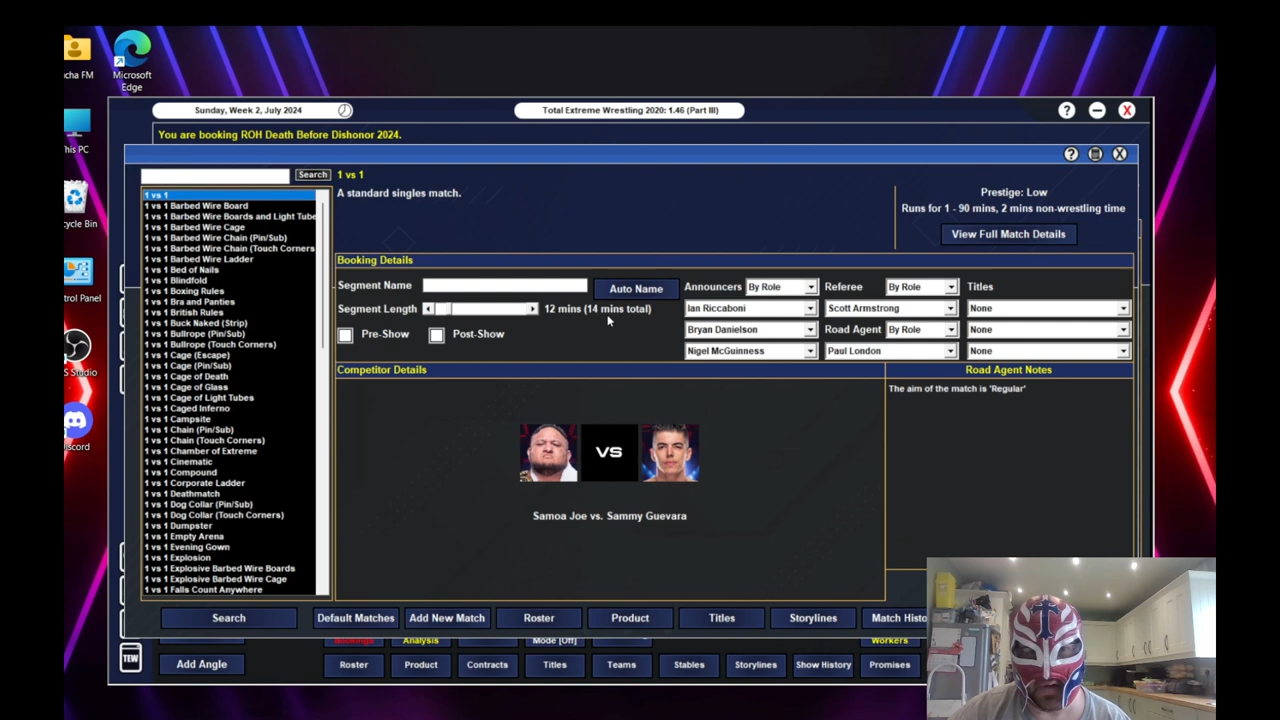 cha FM
Microsoft
Edge
his PC
cycle Bin
trol Panel
S Studio
iscord
Sunday, Week 2, July 2024
Total Extreme Wrestling 2020: 1.46 (Part III)
? X
You are booking ROH Death Before Dishonor 2024.
? X
Search
1 vs 1
A standard singles match.
Prestige: Low
Runs for 1 - 90 mins, 2 mins non-wrestling time
View Full Match Details
1 vs 1
1 vs 1 Barbed Wire Board
1 vs 1 Barbed Wire Boards and Light Tube
1 vs 1 Barbed Wire Cage
1 vs 1 Barbed Wire Chain (Pin/Sub)
1 vs 1 Barbed Wire Chain (Touch Corners
1 vs 1 Barbed Wire Ladder
1 vs 1 Bed of Nails
1 vs 1 Blindfold
1 vs 1 Boxing Rules
1 vs 1 Bra and Panties
1 vs 1 British Rules
1 vs 1 Buck Naked (Strip)
1 vs 1 Bullrope (Pin/Sub)
1 vs 1 Bullrope (Touch Corners)
1 vs 1 Cage (Escape)
1 vs 1 Cage (Pin/Sub)
1 vs 1 Cage of Death
1 vs 1 Cage of Glass
1 vs 1 Cage of Light Tubes
1 vs 1 Caged Inferno
1 vs 1 Campsite
1 vs 1 Chain (Pin/Sub)
1 vs 1 Chain (Touch Corners)
1 vs 1 Chamber of Extreme
1 vs 1 Cinematic
1 vs 1 Compound
1 vs 1 Corporate Ladder
1 vs 1 Deathmatch
1 vs 1 Dog Collar (Pin/Sub)
1 vs 1 Dog Collar (Touch Corners)
1 vs 1 Dumpster
1 vs 1 Empty Arena
1 vs 1 Evening Gown
1 vs 1 Explosion
1 vs 1 Explosive Barbed Wire Boards
1 vs 1 Explosive Barbed Wire Cage
1 vs 1 Falls Count Anywhere
Booking Details
Segment Name
Auto Name
Announcers By Role Referee By Role Titles
Segment Length 12 mins (14 mins total)
Ian Riccaboni Scott Armstrong None
Pre-Show Post-Show
Bryan Danielson Road Agent By Role None
Nigel McGuinness Paul London None
Competitor Details
Road Agent Notes
The aim of the match is 'Regular'
VS
Samoa Joe vs. Sammy Guevara
Search Default Matches Add New Match Roster Product Titles Storylines Match Histo
Bookings Analysis Mode [Off] Workers
TEW
Add Angle Roster Product Contracts Titles Teams Stables Storylines Show History Promises